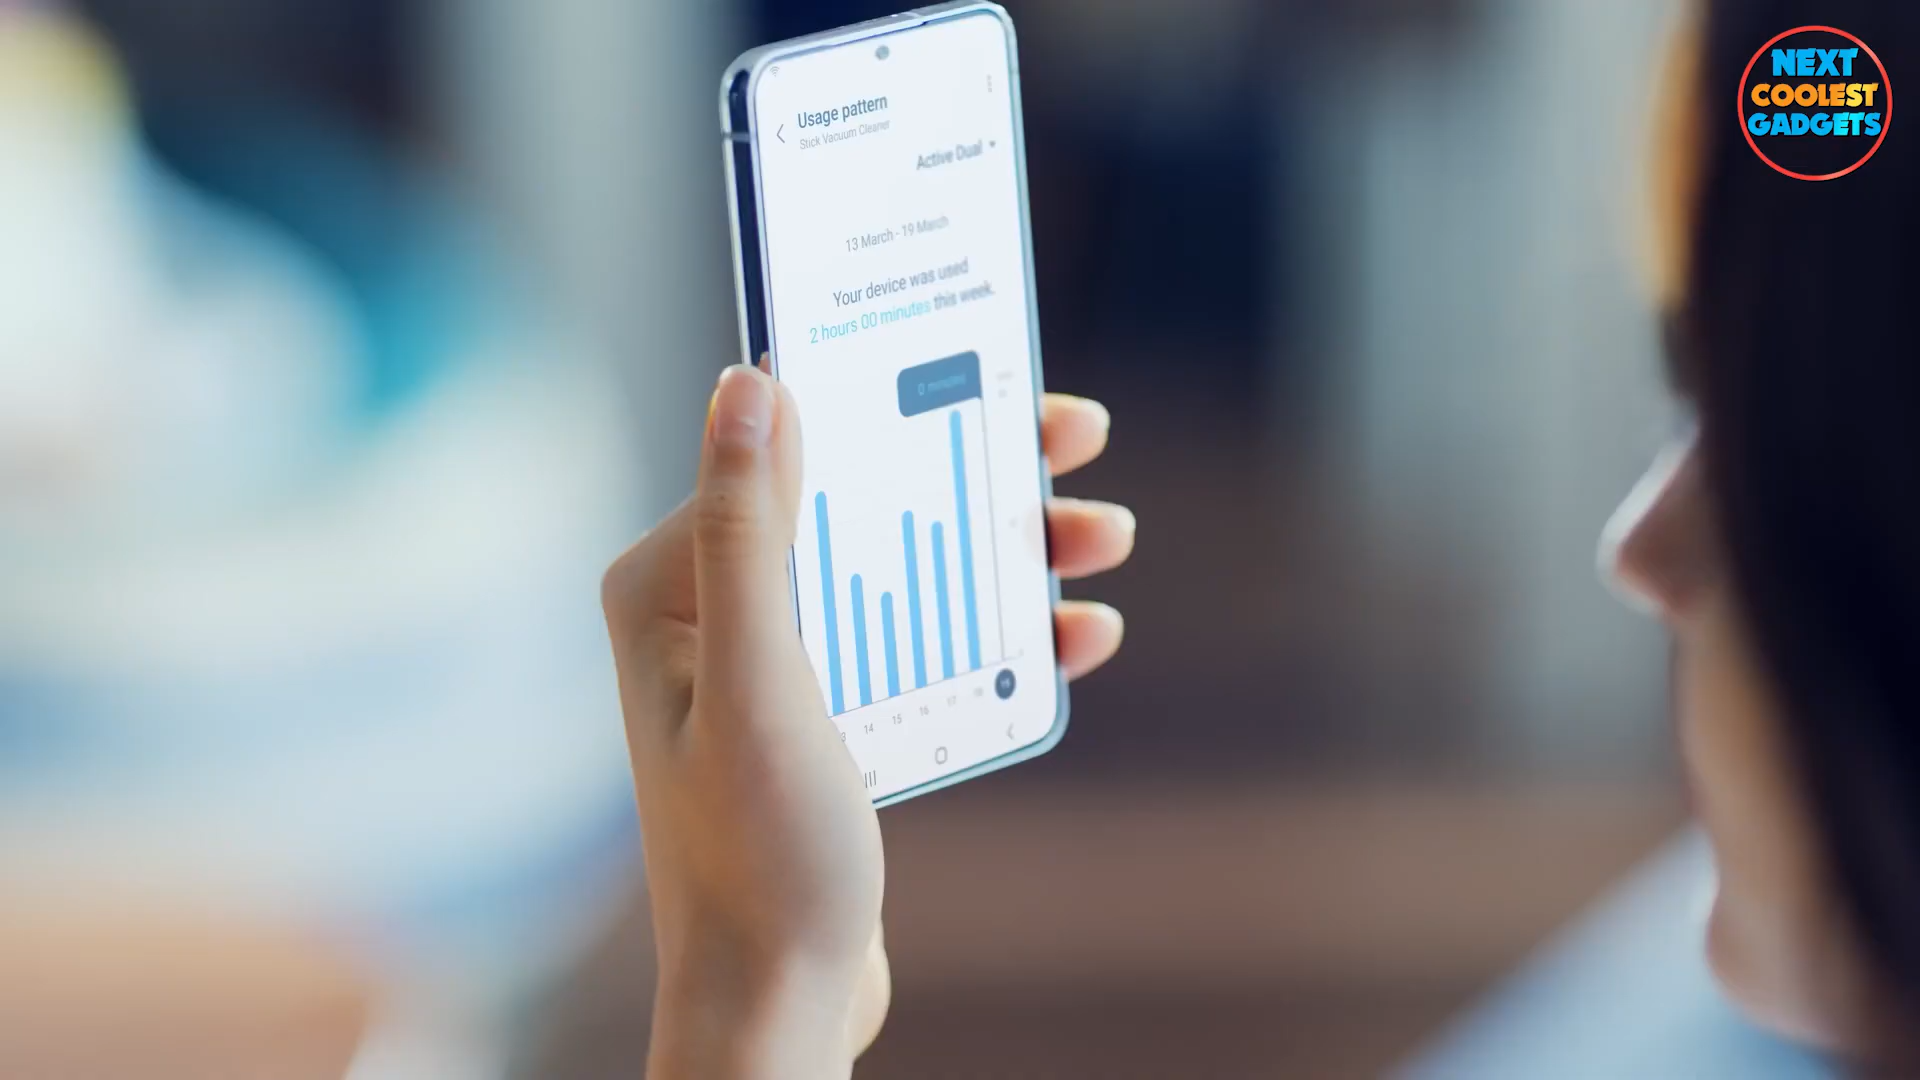 NEXT
COOLEST
GADGETS
Usage pattern
Stick Vacuum Cleaner
Active Dual
13 March - 19 March
Your device was used
2 hours 00 minutes this week.
0 minutes
14 15 16 17 18 19